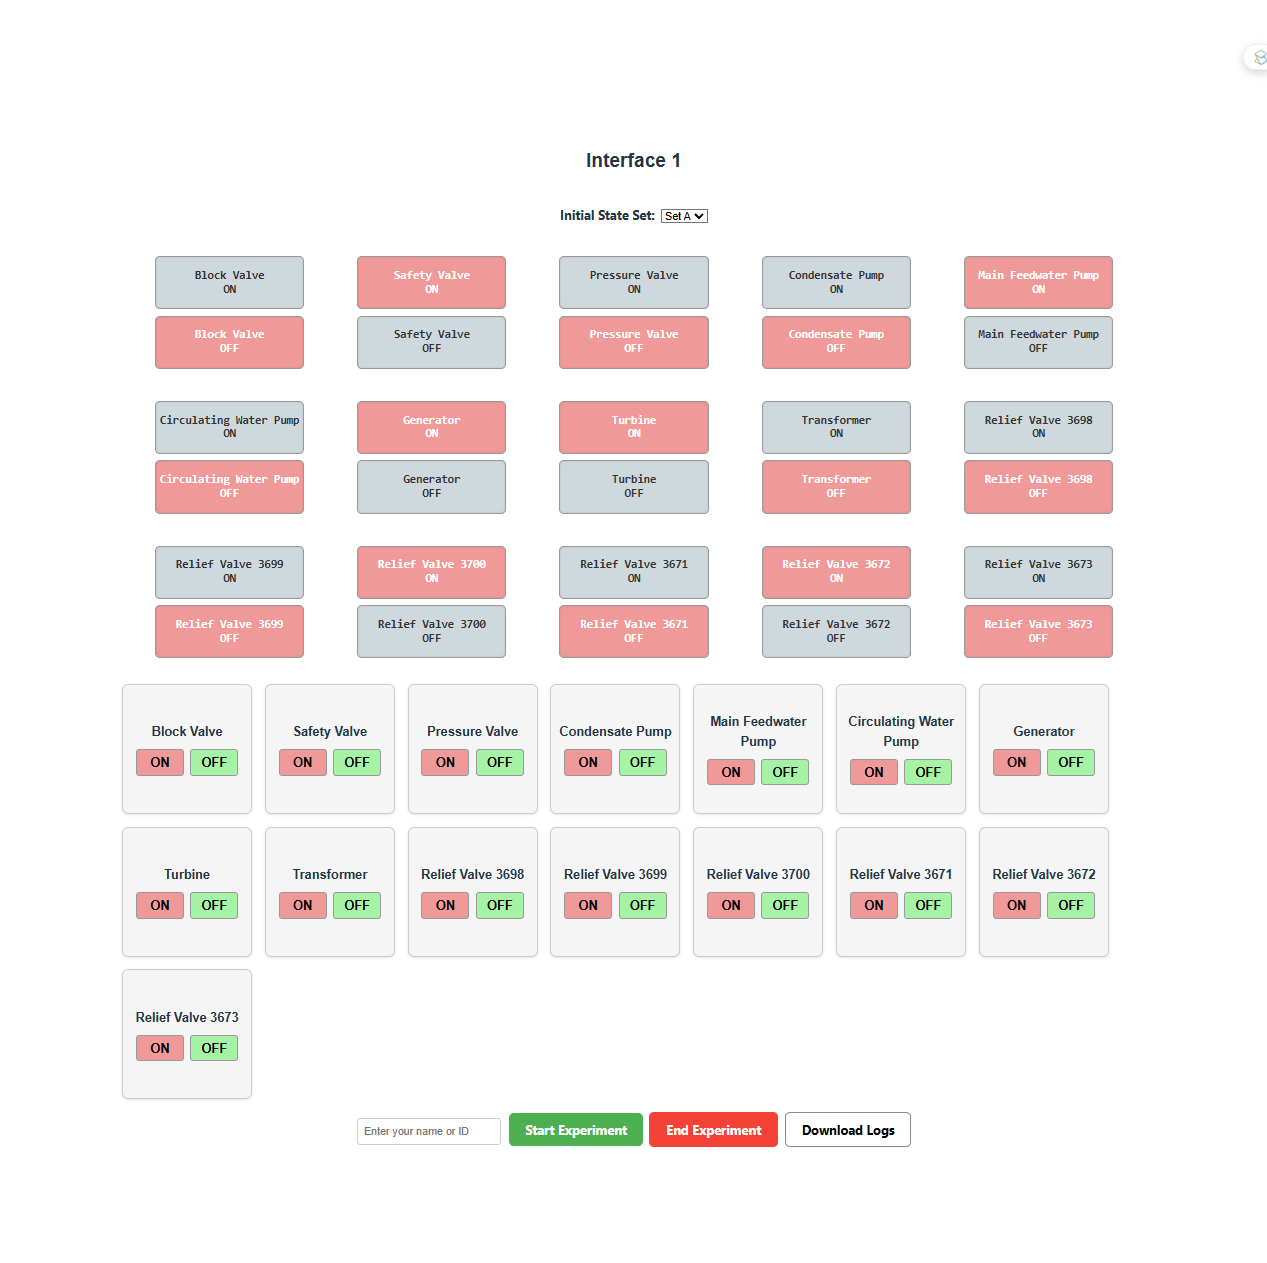 Interface 1
Initial State Set: Set A
Block Valve
ON
Safety Valve
ON
Pressure Valve
ON
Condensate Pump
ON
Main Feedwater Pump
ON
Block Valve
OFF
Safety Valve
OFF
Pressure Valve
OFF
Condensate Pump
OFF
Main Feedwater Pump
OFF
Circulating Water Pump
ON
Generator
ON
Turbine
ON
Transformer
ON
Relief Valve 3698
ON
Circulating Water Pump
OFF
Generator
OFF
Turbine
OFF
Transformer
OFF
Relief Valve 3698
OFF
Relief Valve 3699
ON
Relief Valve 3700
ON
Relief Valve 3671
ON
Relief Valve 3672
ON
Relief Valve 3673
ON
Relief Valve 3699
OFF
Relief Valve 3700
OFF
Relief Valve 3671
OFF
Relief Valve 3672
OFF
Relief Valve 3673
OFF
Block Valve
ON OFF
Safety Valve
ON OFF
Pressure Valve
ON OFF
Condensate Pump
ON OFF
Main Feedwater
Pump
ON OFF
Circulating Water
Pump
ON OFF
Generator
ON OFF
Turbine
ON OFF
Transformer
ON OFF
Relief Valve 3698
ON OFF
Relief Valve 3699
ON OFF
Relief Valve 3700
ON OFF
Relief Valve 3671
ON OFF
Relief Valve 3672
ON OFF
Relief Valve 3673
ON OFF
Enter your name or ID Start Experiment End Experiment Download Logs